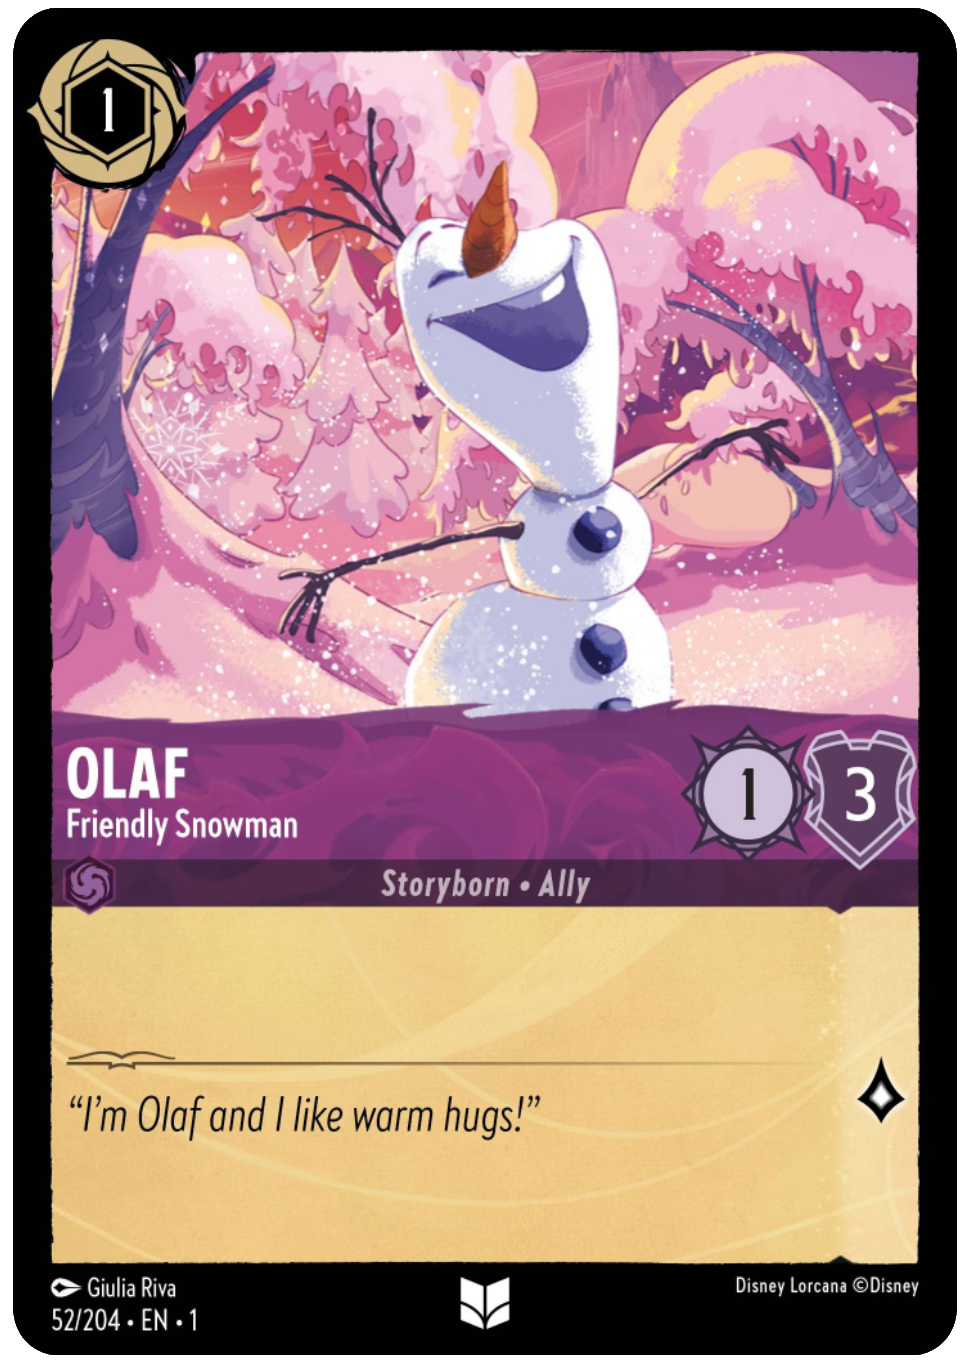 1
OLAF
Friendly Snowman
1 3
Storyborn • Ally
“I’m Olaf and I like warm hugs!”
Giulia Riva
52/204 • EN • 1
Disney Lorcana ©Disney